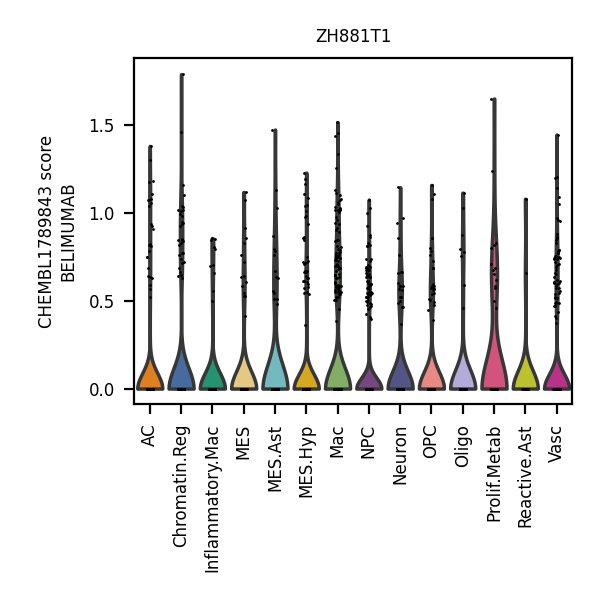 ZH881T1
CHEMBL1789843 score
BELIMUMAB
1.5
1.0
0.5
0.0
AC
Chromatin.Reg
Inflammatory.Mac
MES
MES.Ast
MES.Hyp
Mac
NPC
Neuron
OPC
Oligo
Prolif.Metab
Reactive.Ast
Vasc